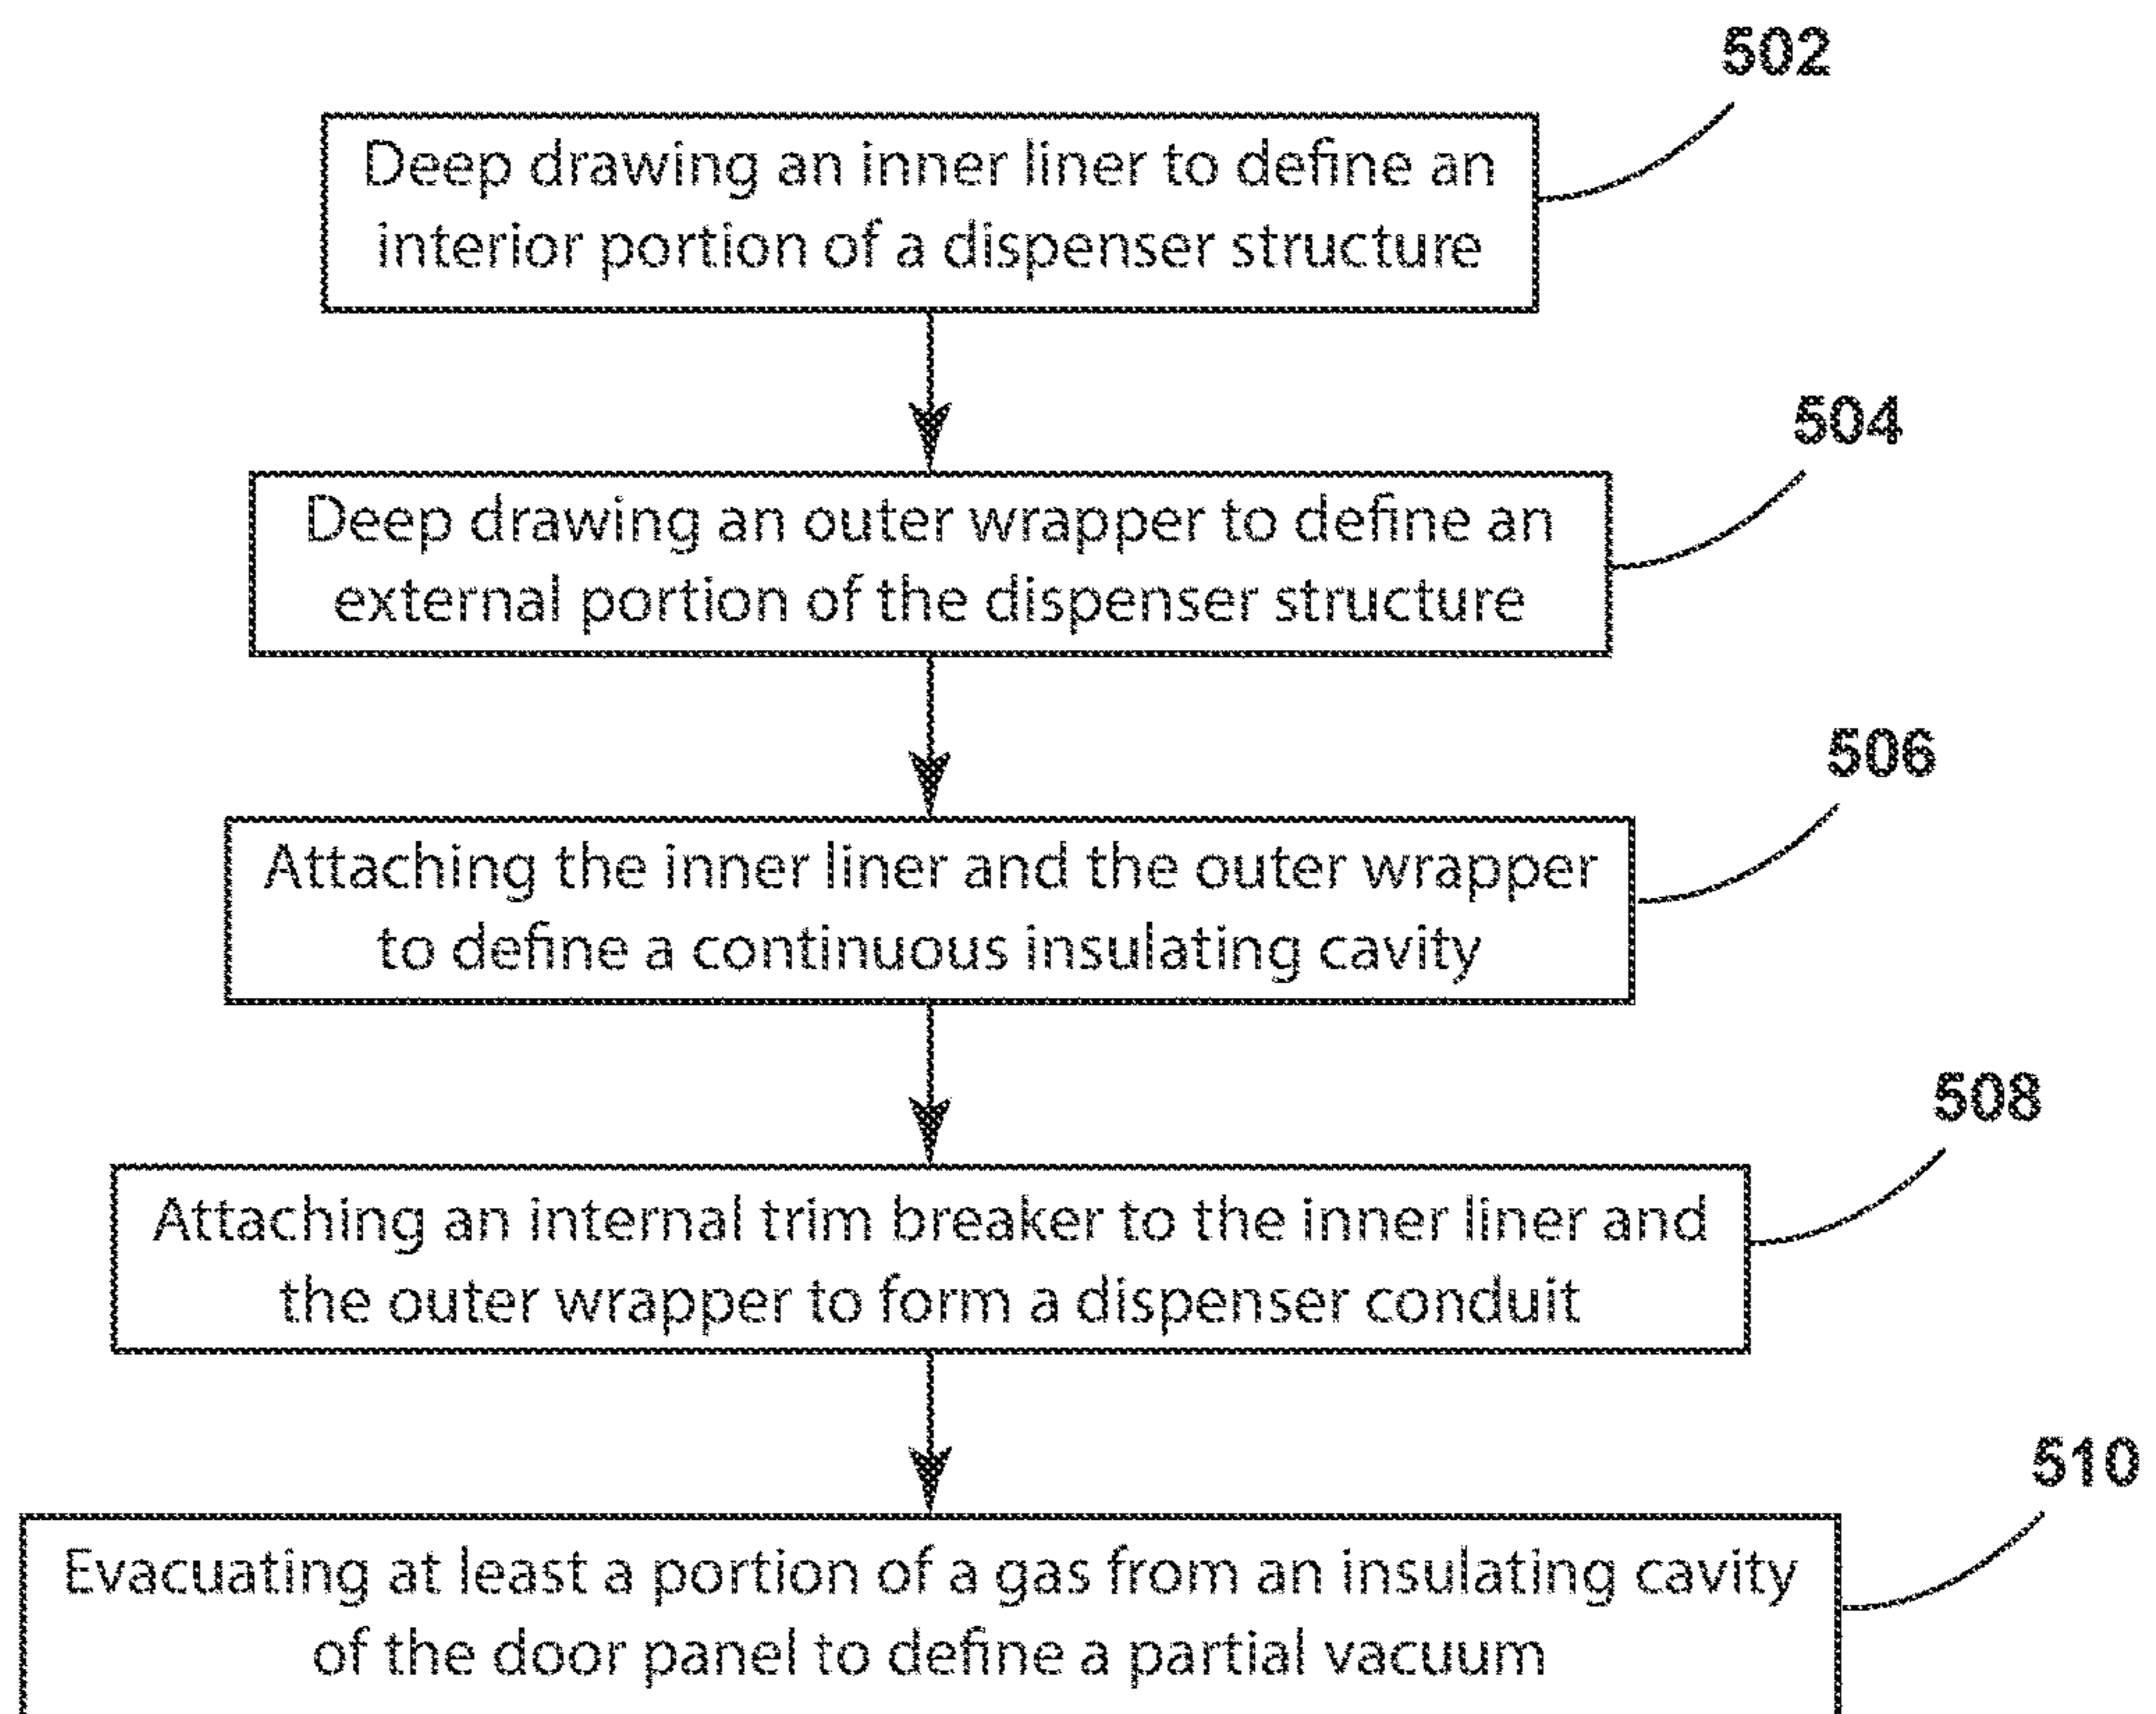 502
Deep drawing an inner liner to define an
interior portion of a dispenser structure
504
Deep drawing an outer wrapper to define an
external portion of the dispenser structure
506
Attaching the inner liner and the outer wrapper
to define a continuous insulating cavity
508
Attaching an internal trim breaker to the inner liner and
the outer wrapper to form a dispenser conduit
510
Evacuating at least a portion of a gas from an insulating cavity
of the door panel to define a partial vacuum